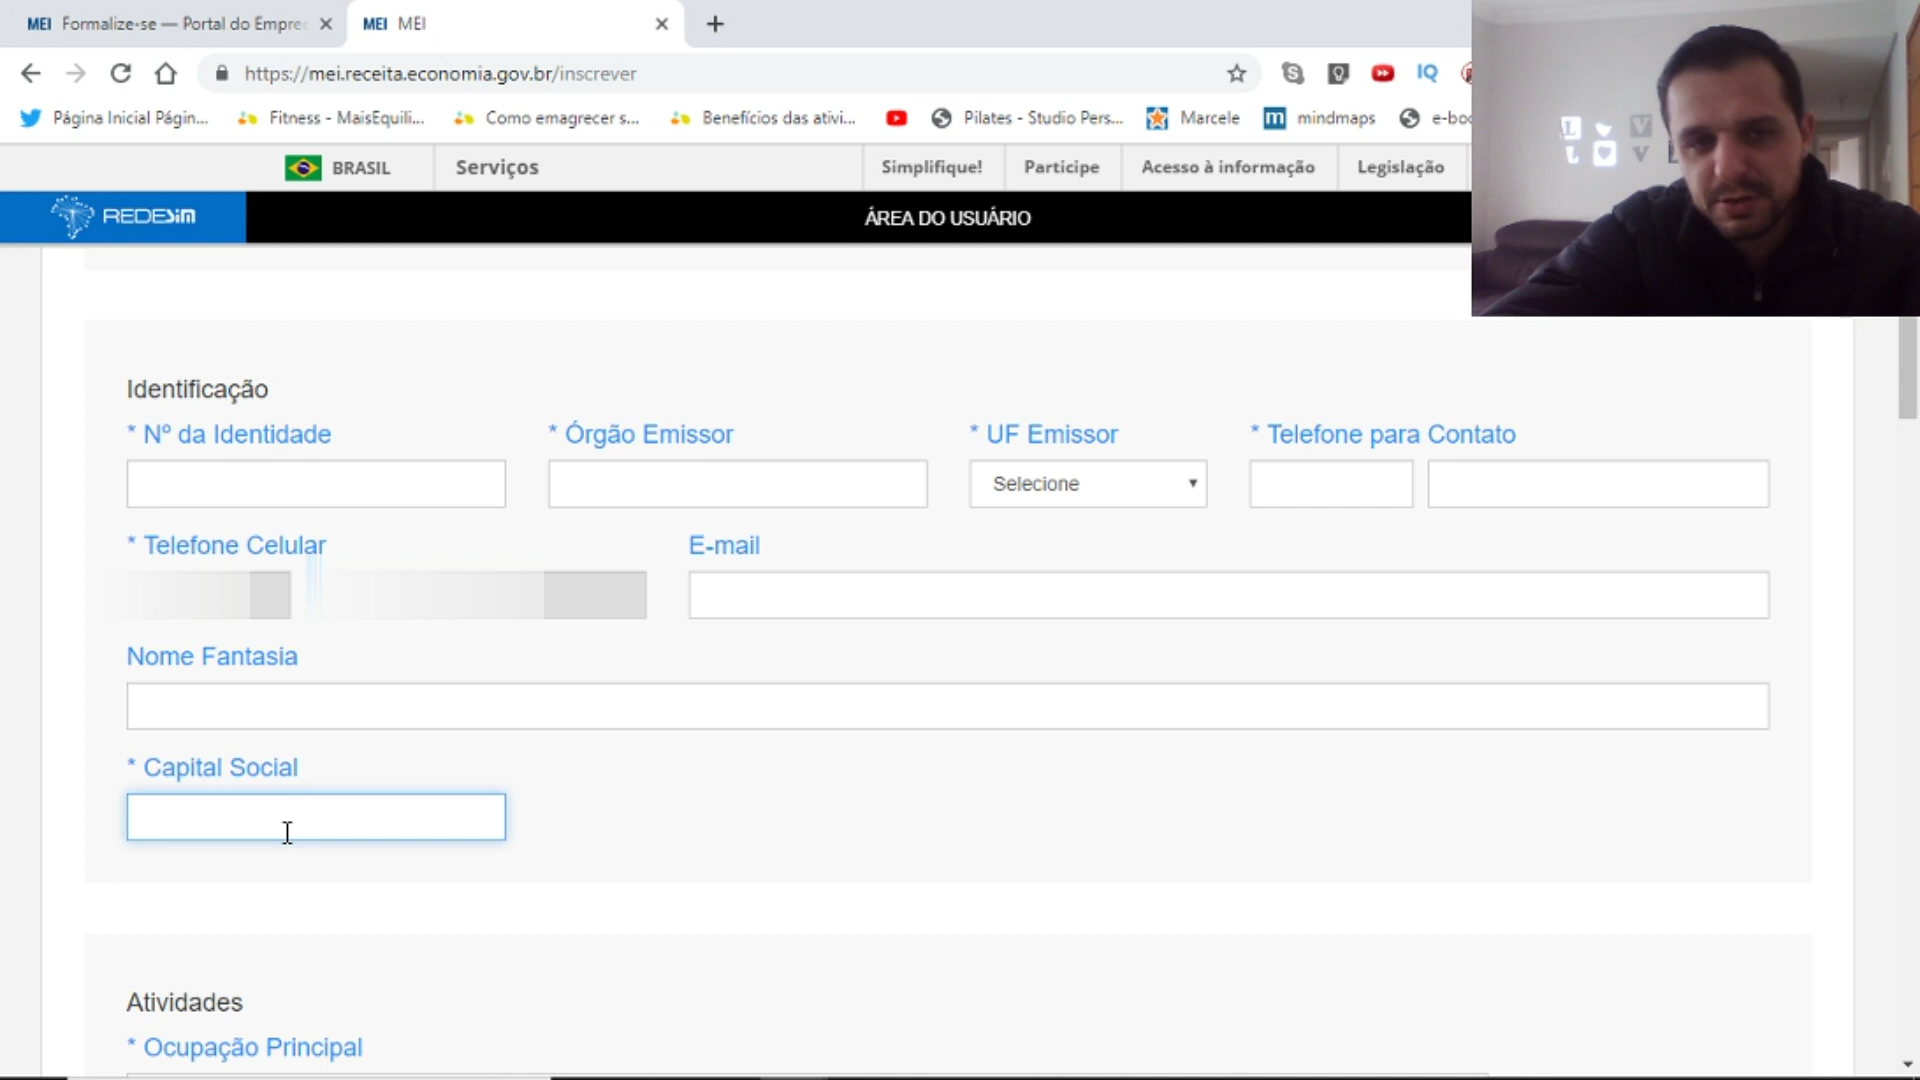 MEI Formalize-se — Portal do Empre
MEI MEI
https://mei.receita.economia.gov.br/inscrever
IQ
Página Inicial Págin... Fitness - MaisEquili... Como emagrecer s... Benefícios das ativi... Pilates - Studio Pers... Marcele m mindmaps e-boo
BRASIL Serviços Simplifique! Participe Acesso à informação Legislação
REDESIM ÁREA DO USUÁRIO
Identificação
* Nº da Identidade * Órgão Emissor * UF Emissor * Telefone para Contato
Selecione
* Telefone Celular E-mail
Nome Fantasia
* Capital Social
Atividades
* Ocupação Principal